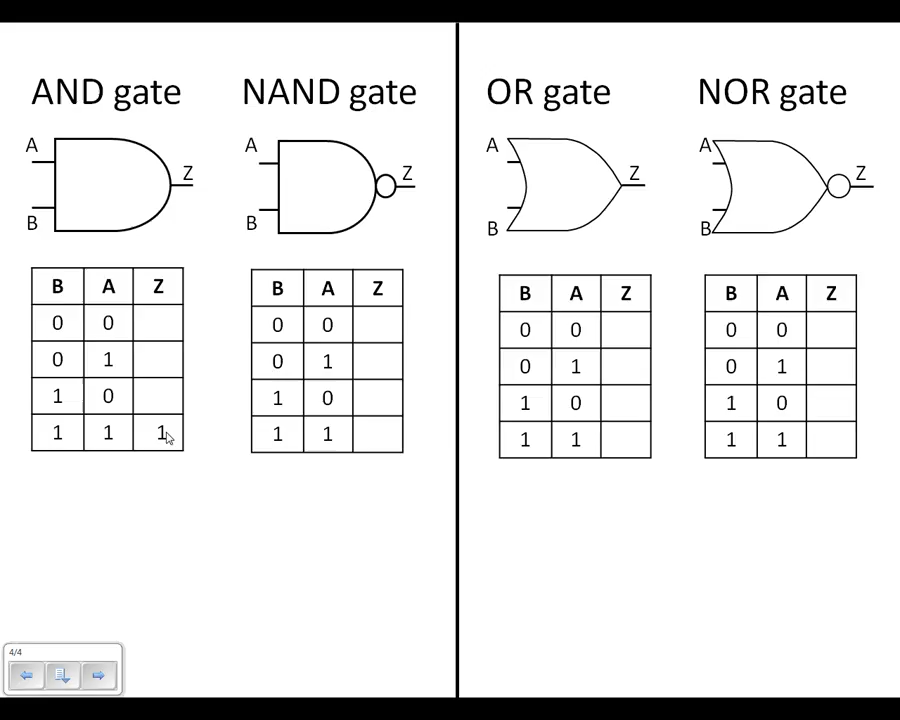 AND gate
A
Z
B
B A Z
0 0
0 1
1 0
1 1 1
NAND gate
A
Z
B
B A Z
0 0
0 1
1 0
1 1
OR gate
A
Z
B
B A Z
0 0
0 1
1 0
1 1
NOR gate
A
Z
B
B A Z
0 0
0 1
1 0
1 1
4/4